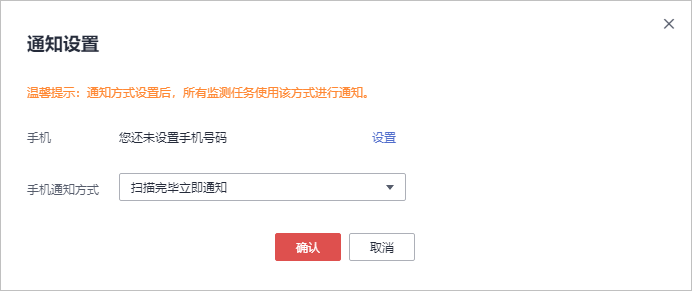 通知设置
温馨提示：通知方式设置后，所有监测任务使用该方式进行通知。
手机 您还未设置手机号码 设置
手机通知方式 扫描完毕立即通知
确认 取消